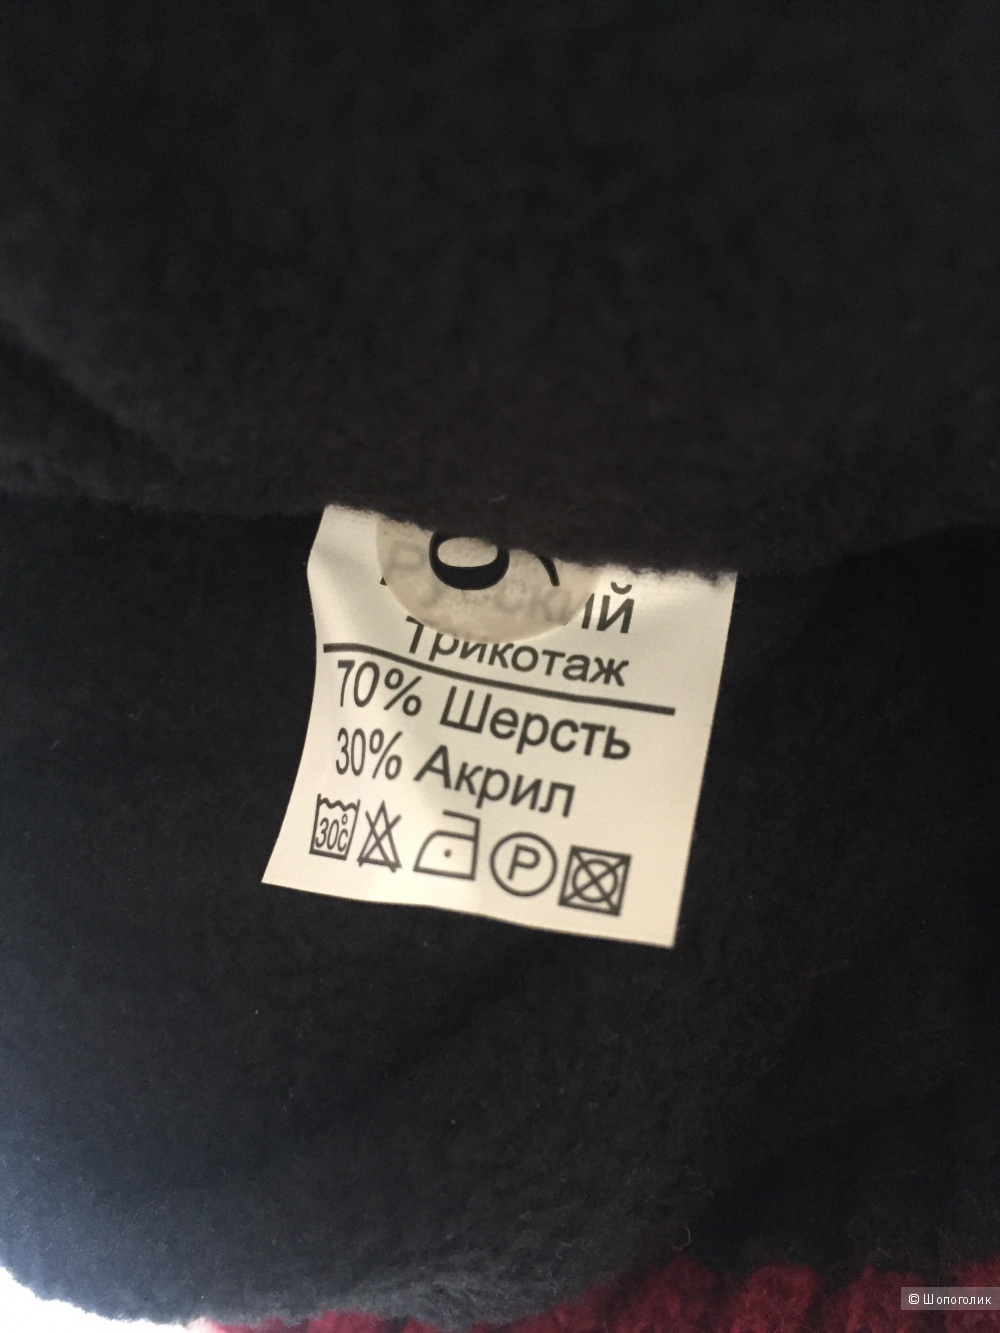 Русский
Трикотаж
70% Шерсть
30% Акрил
30°C
P
© Шопоголик